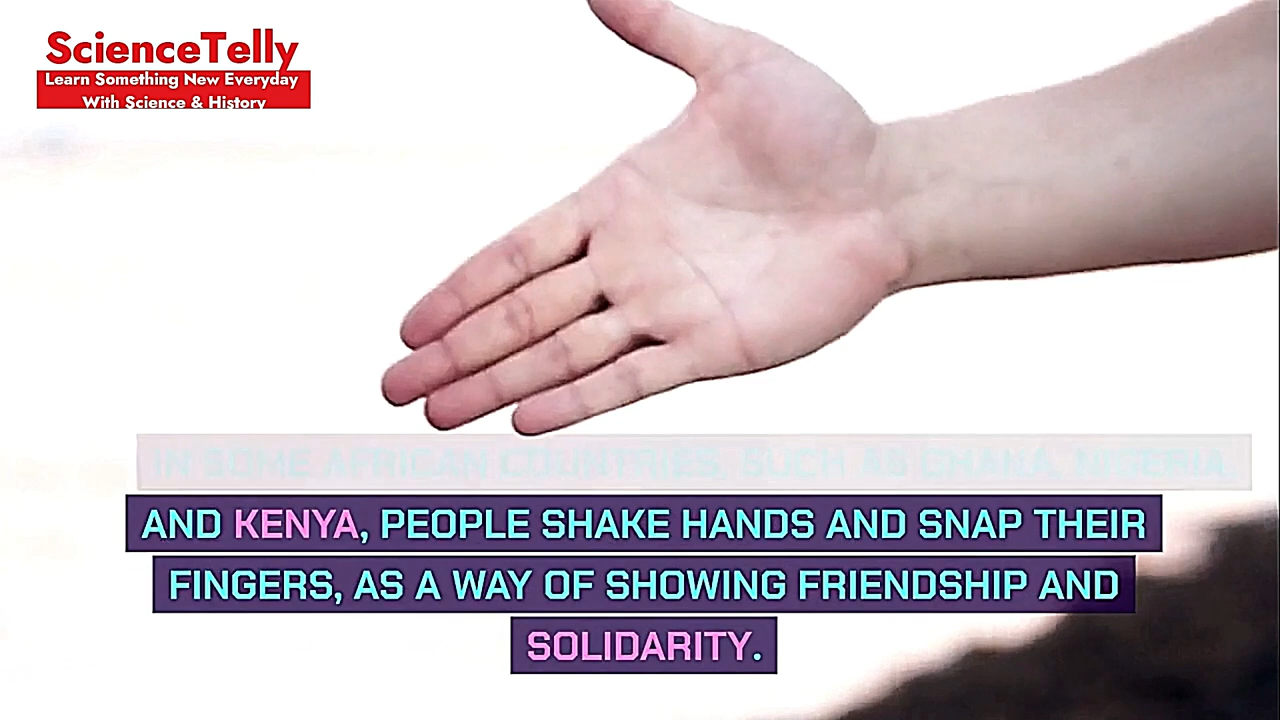 ScienceTelly
Learn Something New Everyday
With Science & History
IN SOME AFRICAN COUNTRIES, SUCH AS GHANA, NIGERIA,
AND KENYA, PEOPLE SHAKE HANDS AND SNAP THEIR
FINGERS, AS A WAY OF SHOWING FRIENDSHIP AND
SOLIDARITY.